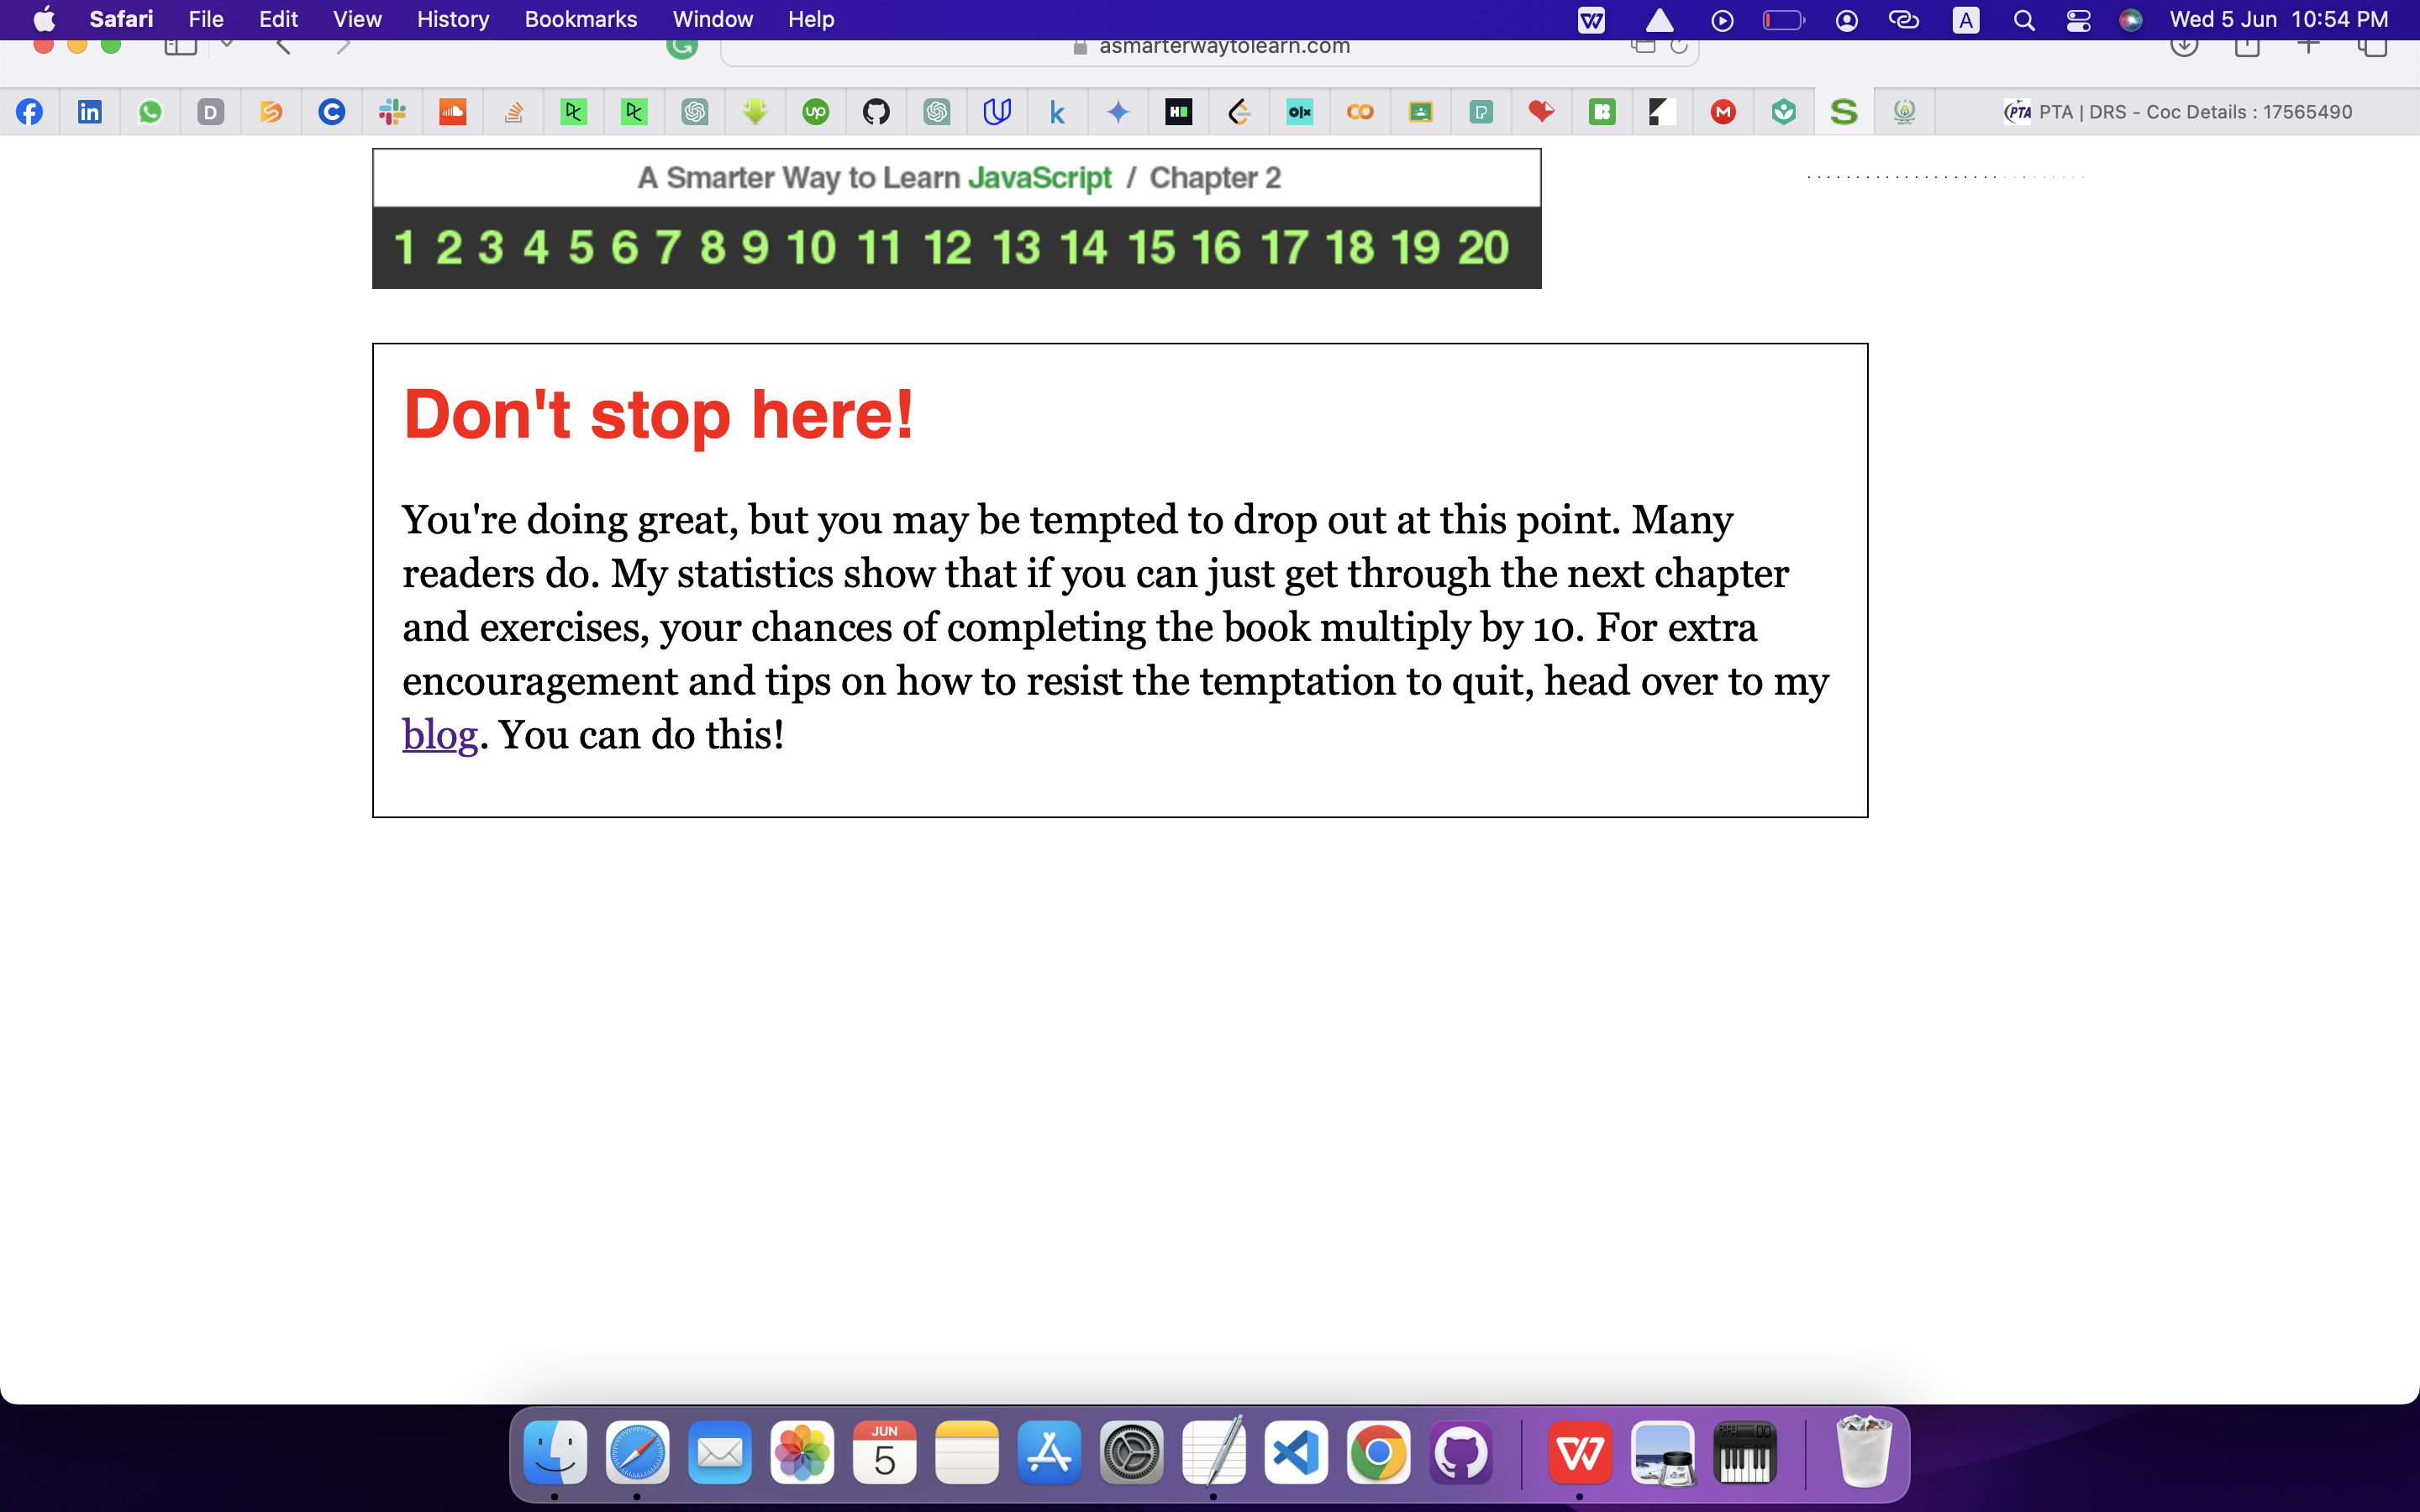 Safari File Edit View History Bookmarks Window Help A Wed 5 Jun 10:54 PM
asmarterwaytolearn.com
PTA PTA | DRS - Coc Details : 17565490
A Smarter Way to Learn JavaScript / Chapter 2
1 2 3 4 5 6 7 8 9 10 11 12 13 14 15 16 17 18 19 20
Don't stop here!
You're doing great, but you may be tempted to drop out at this point. Many
readers do. My statistics show that if you can just get through the next chapter
and exercises, your chances of completing the book multiply by 10. For extra
encouragement and tips on how to resist the temptation to quit, head over to my
blog. You can do this!
JUN
5